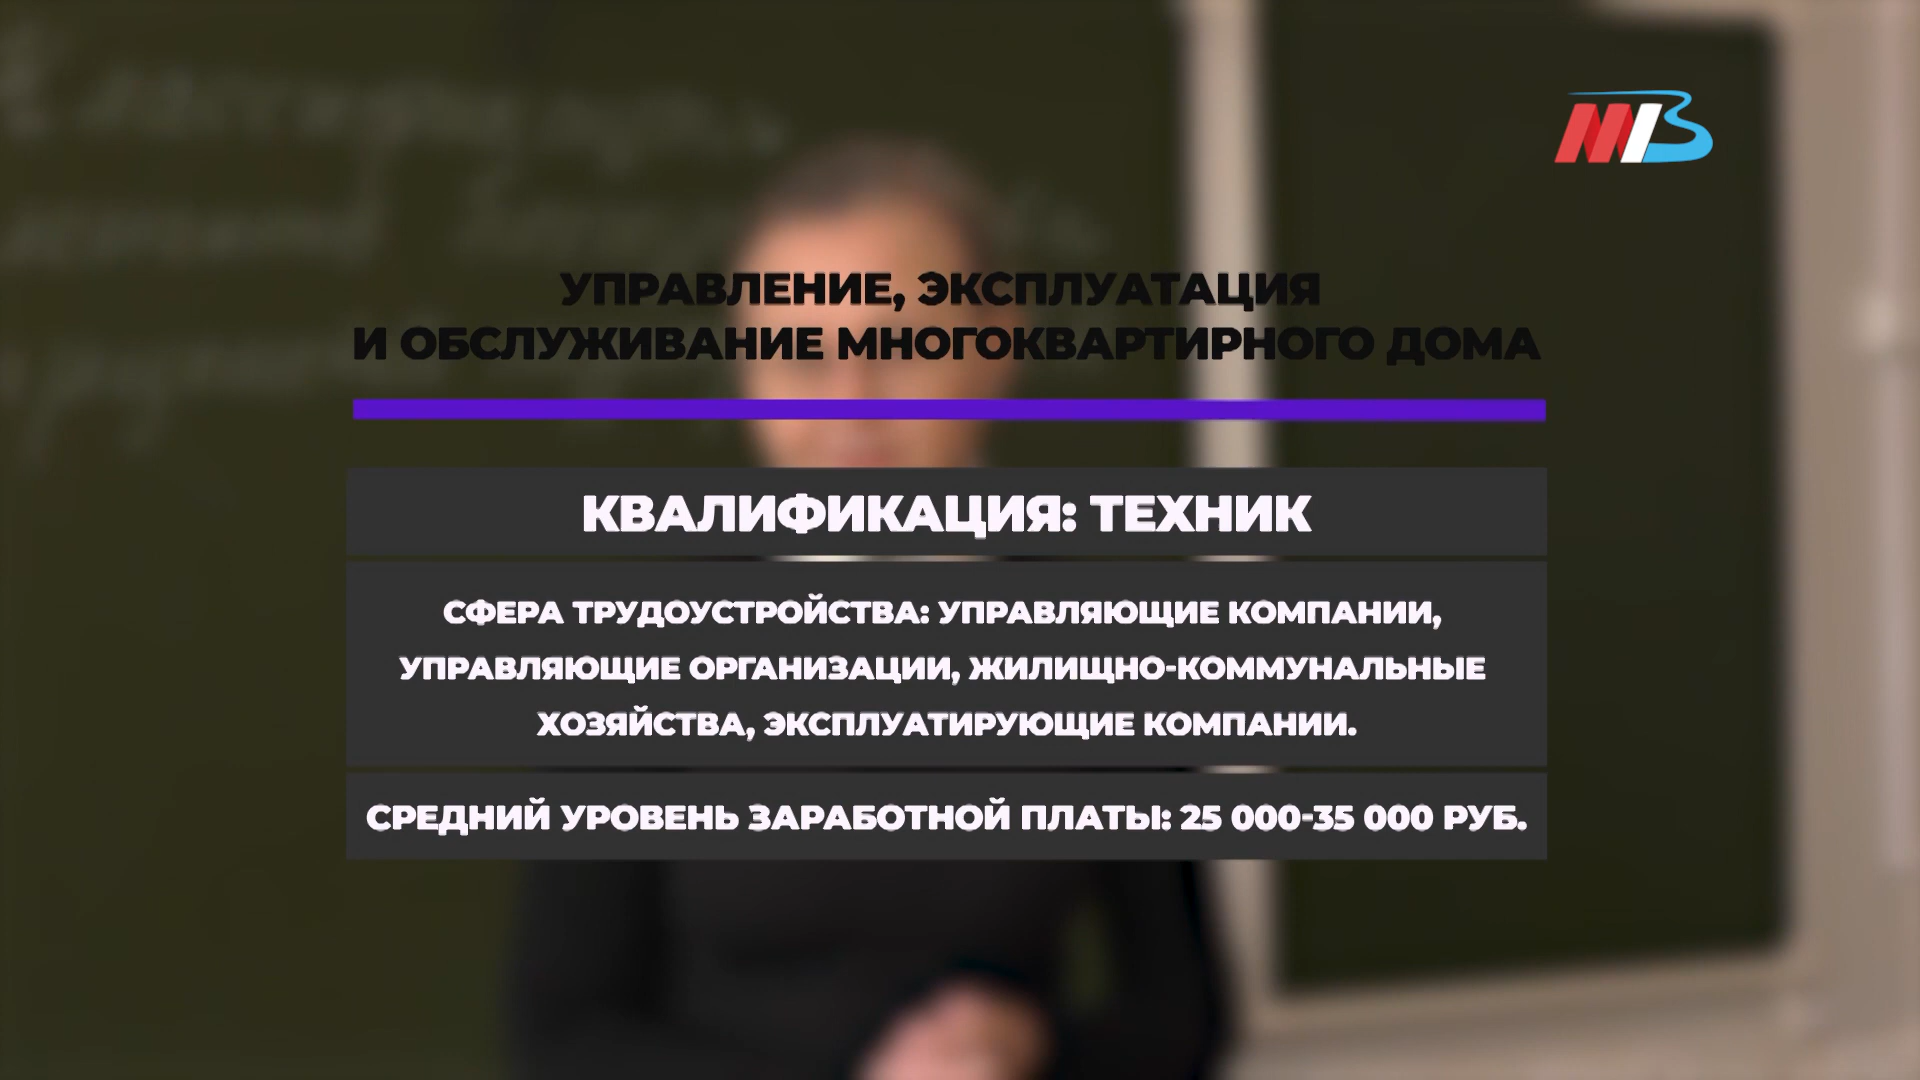 УПРАВЛЕНИЕ, ЭКСПЛУАТАЦИЯ
И ОБСЛУЖИВАНИЕ МНОГОКВАРТИРНОГО ДОМА
КВАЛИФИКАЦИЯ: ТЕХНИК
СФЕРА ТРУДОУСТРОЙСТВА: УПРАВЛЯЮЩИЕ КОМПАНИИ,
УПРАВЛЯЮЩИЕ ОРГАНИЗАЦИИ, ЖИЛИЩНО-КОММУНАЛЬНЫЕ
ХОЗЯЙСТВА, ЭКСПЛУАТИРУЮЩИЕ КОМПАНИИ.
СРЕДНИЙ УРОВЕНЬ ЗАРАБОТНОЙ ПЛАТЫ: 25 000-35 000 РУБ.